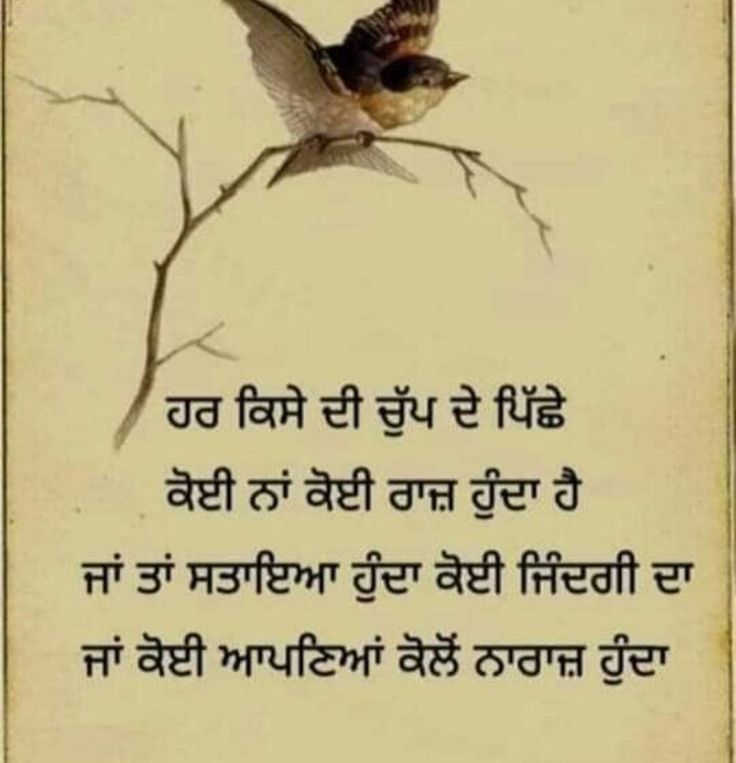 ਹਰ ਕਿਸੇ ਦੀ ਚੁੱਪ ਦੇ ਪਿੱਛੇ
ਕੋਈ ਨਾਂ ਕੋਈ ਰਾਜ਼ ਹੁੰਦਾ ਹੈ
ਜਾਂ ਤਾਂ ਸਤਾਇਆ ਹੁੰਦਾ ਕੋਈ ਜਿੰਦਗੀ ਦਾ
ਜਾਂ ਕੋਈ ਆਪਣਿਆਂ ਕੋਲੋਂ ਨਾਰਾਜ਼ ਹੁੰਦਾ